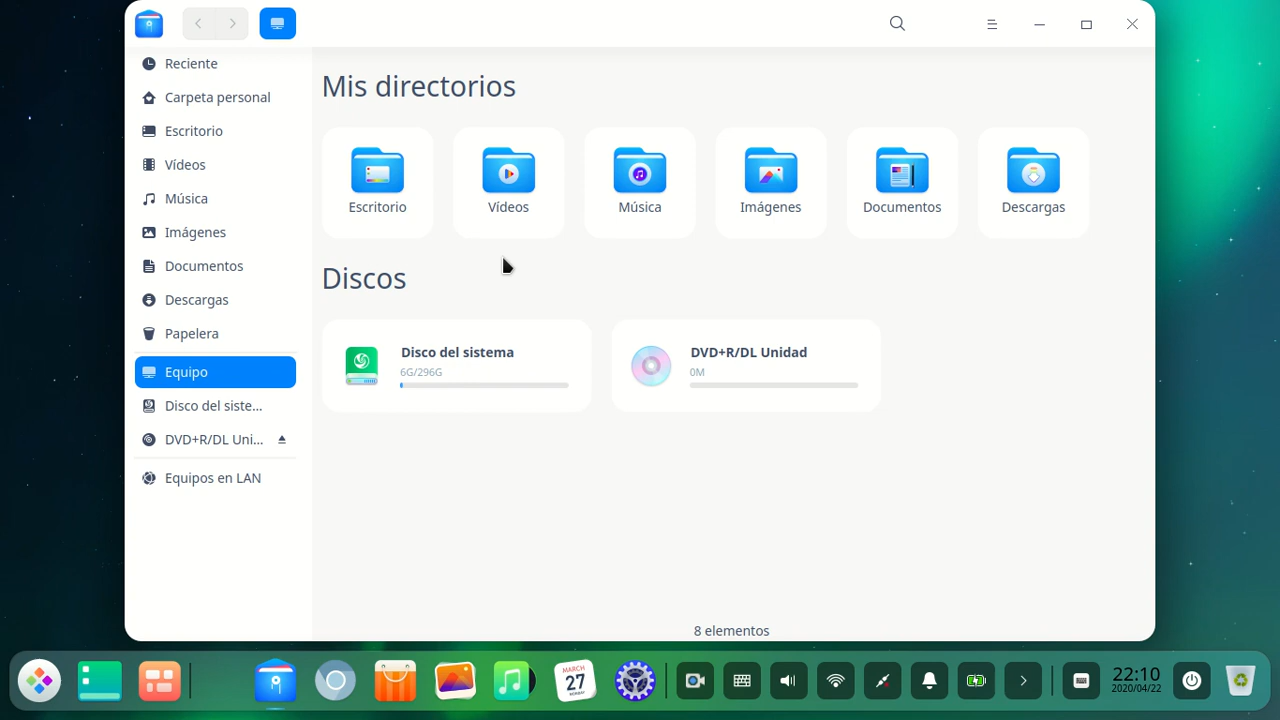 Reciente
Carpeta personal
Escritorio
Vídeos
Música
Imágenes
Documentos
Descargas
Papelera
Equipo
Disco del siste...
DVD+R/DL Uni...
Equipos en LAN
Mis directorios
Escritorio
Vídeos
Música
Imágenes
Documentos
Descargas
Discos
Disco del sistema
6G/296G
DVD+R/DL Unidad
0M
8 elementos
MARCH
27
22:10
2020/04/22